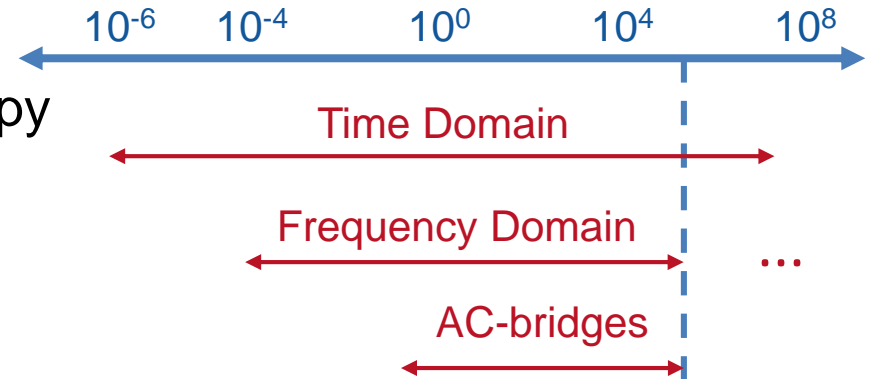 10⁻⁶ 10⁻⁴ 10⁰ 10⁴ 10⁸
py
Time Domain
Frequency Domain
...
AC-bridges